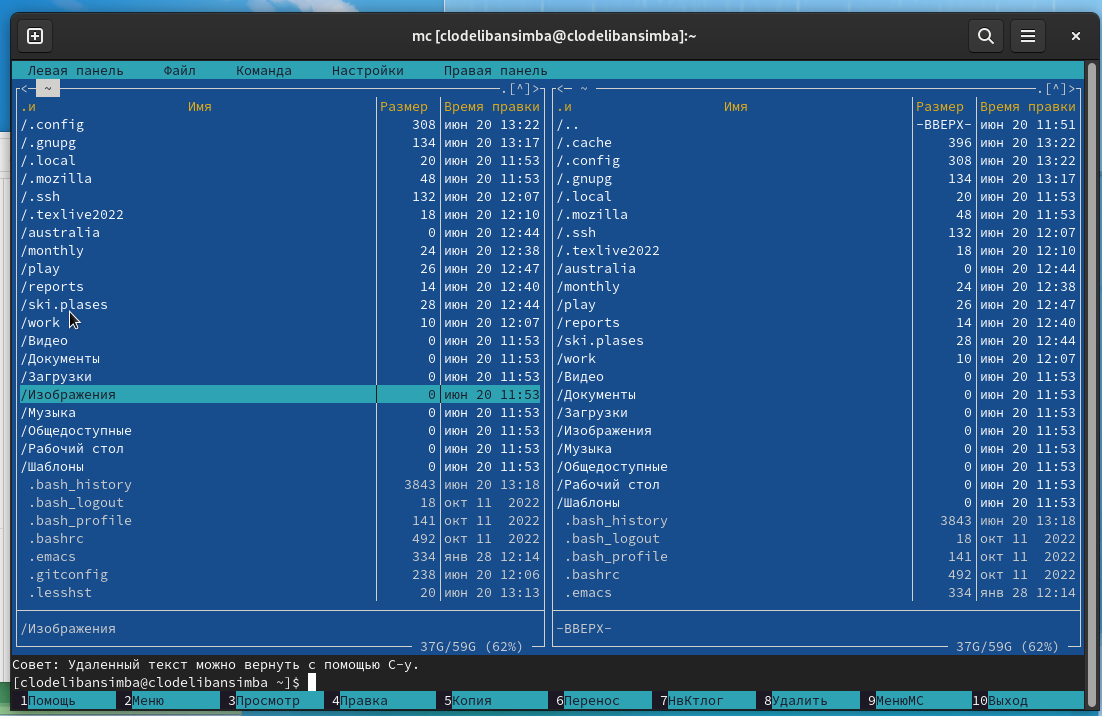 mc [clodelibansimba@clodelibansimba]:~
Левая панель Файл Команда Настройки Правая панель
<─ ~ ─.[^]>
.и Имя Размер Время правки
/.config 308 июн 20 13:22
/.gnupg 134 июн 20 13:17
/.local 20 июн 20 11:53
/.mozilla 48 июн 20 11:53
/.ssh 132 июн 20 12:07
/.texlive2022 18 июн 20 12:10
/australia 0 июн 20 12:44
/monthly 24 июн 20 12:38
/play 26 июн 20 12:47
/reports 14 июн 20 12:40
/ski.plases 28 июн 20 12:44
/work 10 июн 20 12:07
/Видео 0 июн 20 11:53
/Документы 0 июн 20 11:53
/Загрузки 0 июн 20 11:53
/Изображения 0 июн 20 11:53
/Музыка 0 июн 20 11:53
/Общедоступные 0 июн 20 11:53
/Рабочий стол 0 июн 20 11:53
/Шаблоны 0 июн 20 11:53
.bash_history 3843 июн 20 13:18
.bash_logout 18 окт 11 2022
.bash_profile 141 окт 11 2022
.bashrc 492 окт 11 2022
.emacs 334 янв 28 12:14
.gitconfig 238 июн 20 12:06
.lesshst 20 июн 20 13:13
/Изображения
37G/59G (62%)
<─ ~ ─.[^]>
.и Имя Размер Время правки
/.. -ВВЕРХ- июн 20 11:51
/.cache 396 июн 20 13:22
/.config 308 июн 20 13:22
/.gnupg 134 июн 20 13:17
/.local 20 июн 20 11:53
/.mozilla 48 июн 20 11:53
/.ssh 132 июн 20 12:07
/.texlive2022 18 июн 20 12:10
/australia 0 июн 20 12:44
/monthly 24 июн 20 12:38
/play 26 июн 20 12:47
/reports 14 июн 20 12:40
/ski.plases 28 июн 20 12:44
/work 10 июн 20 12:07
/Видео 0 июн 20 11:53
/Документы 0 июн 20 11:53
/Загрузки 0 июн 20 11:53
/Изображения 0 июн 20 11:53
/Музыка 0 июн 20 11:53
/Общедоступные 0 июн 20 11:53
/Рабочий стол 0 июн 20 11:53
/Шаблоны 0 июн 20 11:53
.bash_history 3843 июн 20 13:18
.bash_logout 18 окт 11 2022
.bash_profile 141 окт 11 2022
.bashrc 492 окт 11 2022
.emacs 334 янв 28 12:14
-ВВЕРХ-
37G/59G (62%)
Совет: Удаленный текст можно вернуть с помощью C-y.
[clodelibansimba@clodelibansimba ~]$
1Помощь 2Меню 3Просмотр 4Правка 5Копия 6Перенос 7НвКтлог 8Удалить 9МенюMC 10Выход